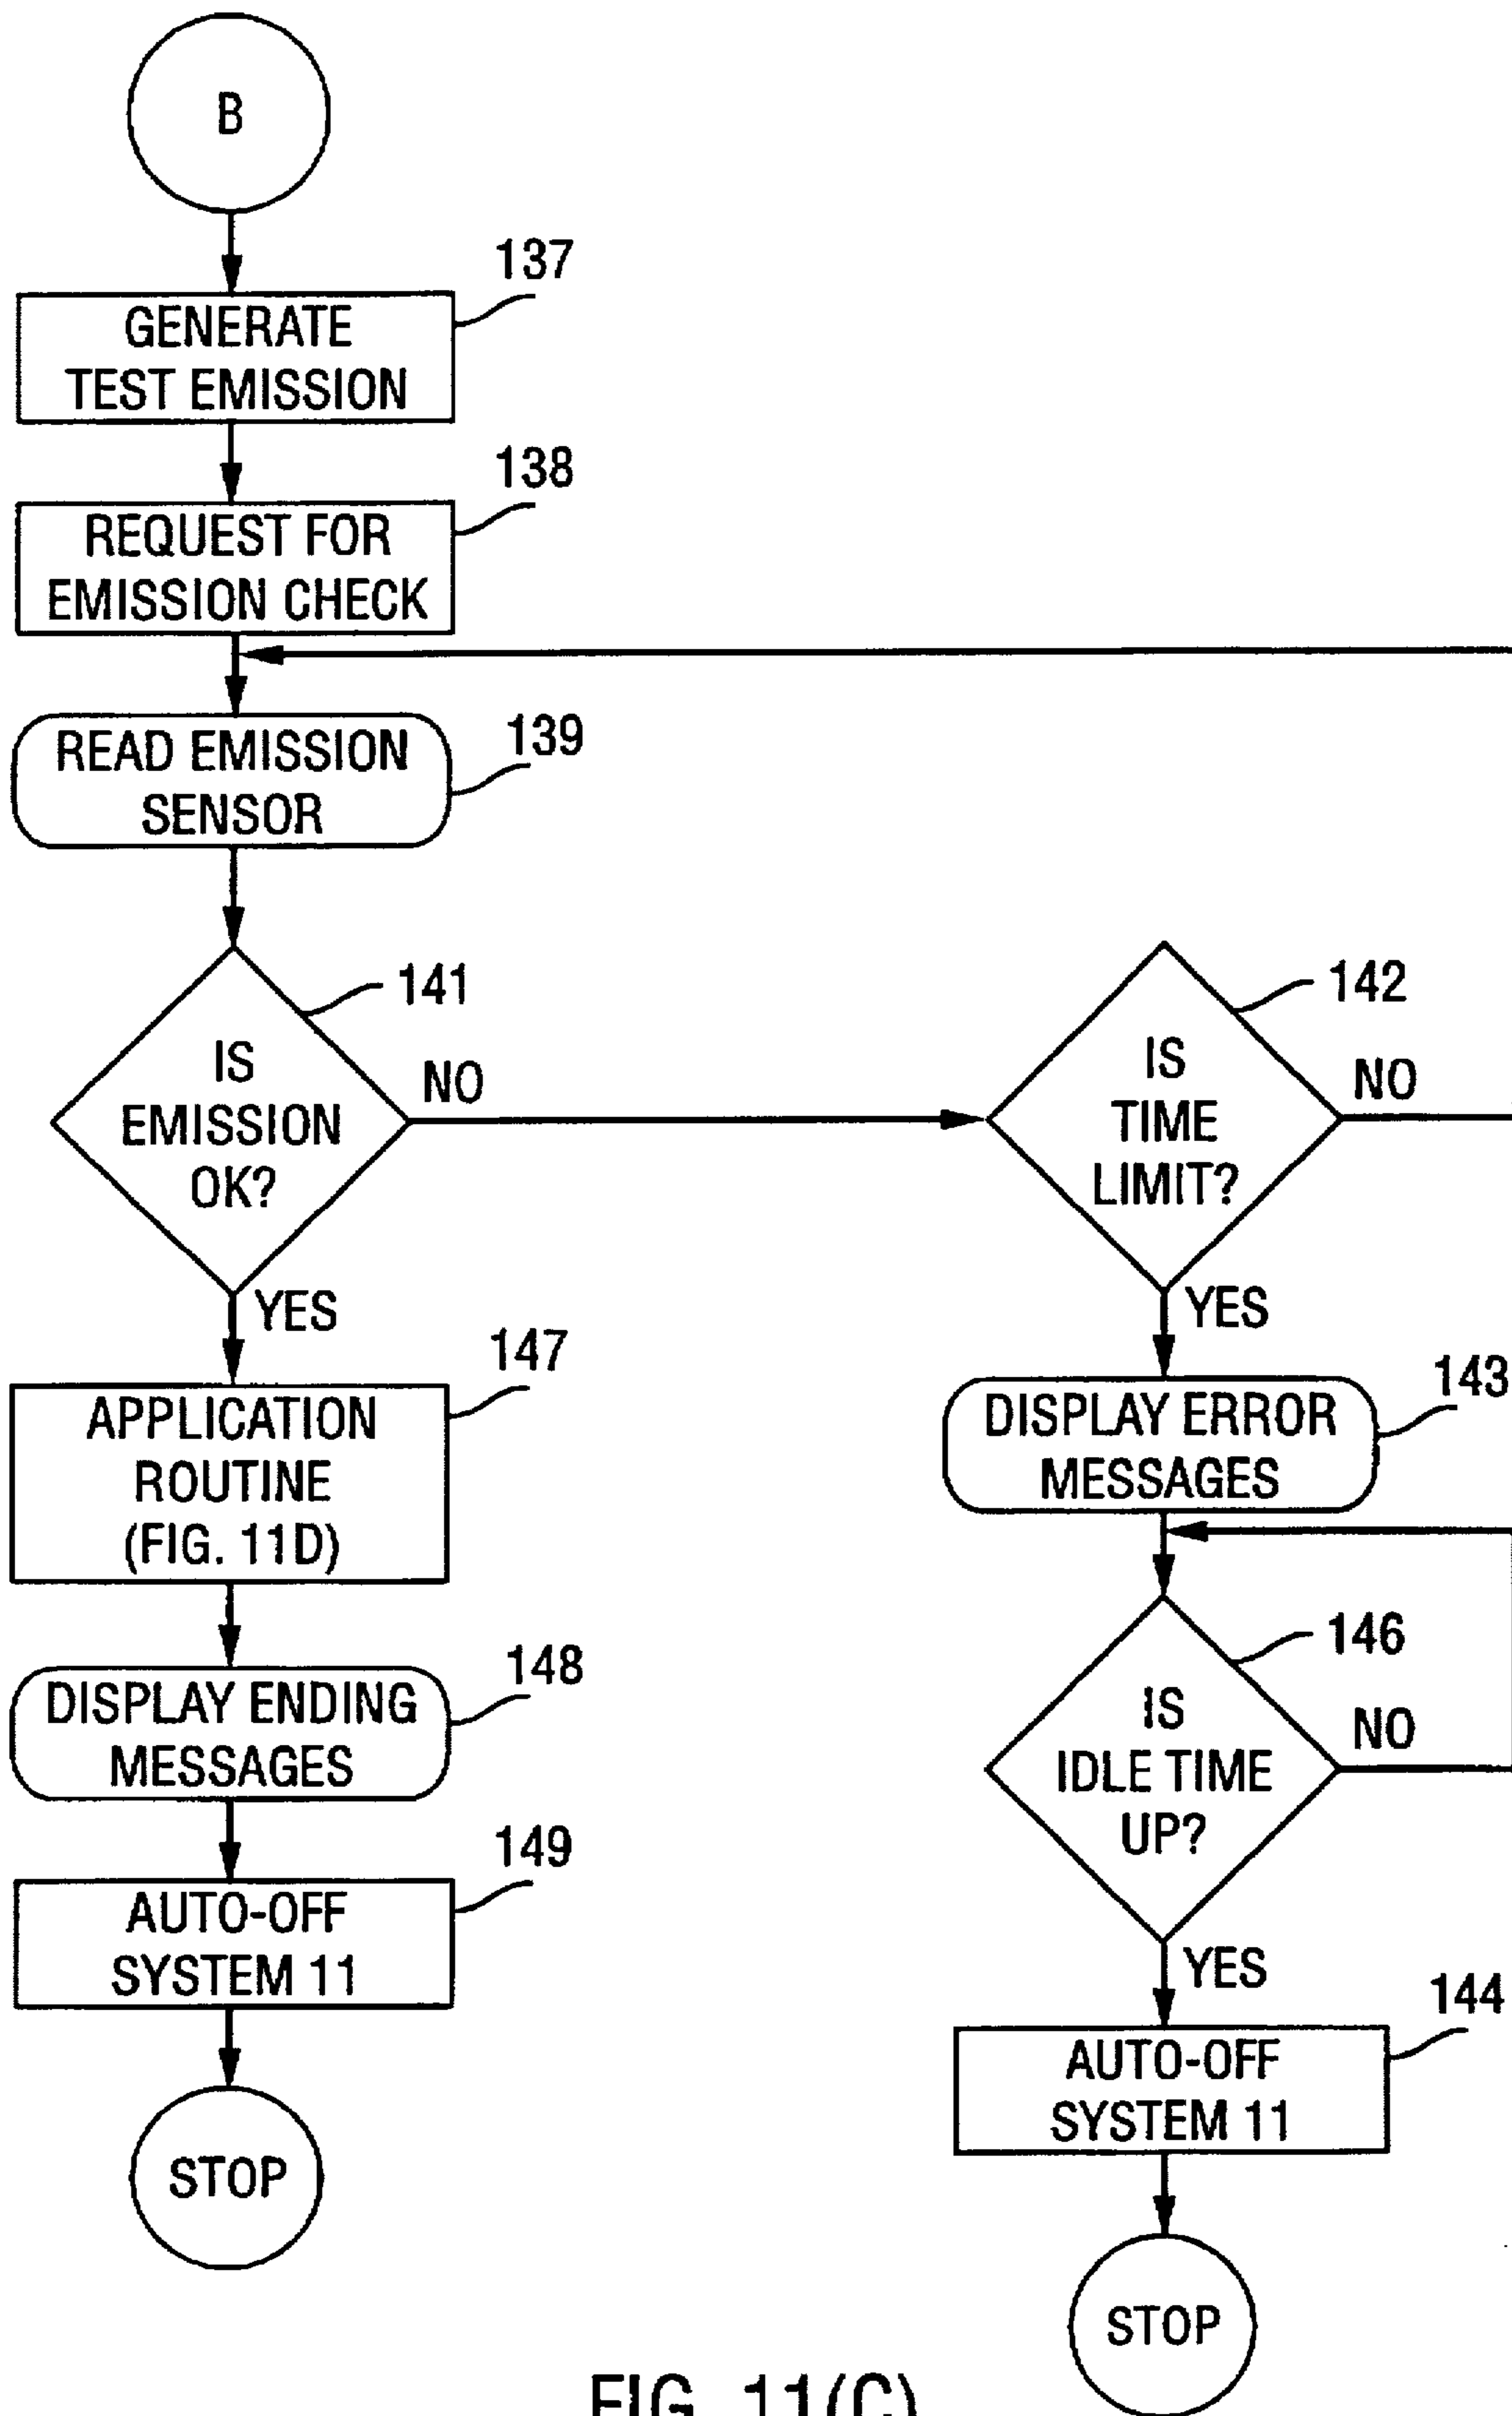 B
137
GENERATE
TEST EMISSION
138
REQUEST FOR
EMISSION CHECK
139
READ EMISSION
SENSOR
141
IS
EMISSION
OK?
NO
YES
142
IS
TIME
LIMIT?
NO
YES
147
APPLICATION
ROUTINE
(FIG. 11D)
143
DISPLAY ERROR
MESSAGES
148
DISPLAY ENDING
MESSAGES
146
IS
IDLE TIME
UP?
NO
YES
149
AUTO-OFF
SYSTEM 11
144
AUTO-OFF
SYSTEM 11
STOP
STOP
FIG. 11(C)